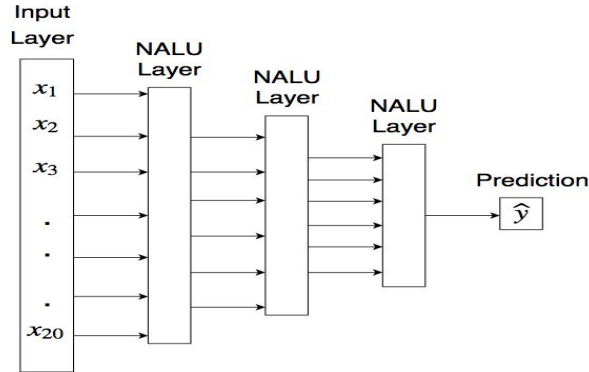 Input
Layer
NALU
Layer
NALU
Layer
NALU
Layer
x1
x2
x3
.
.
.
x20
Prediction
ŷ